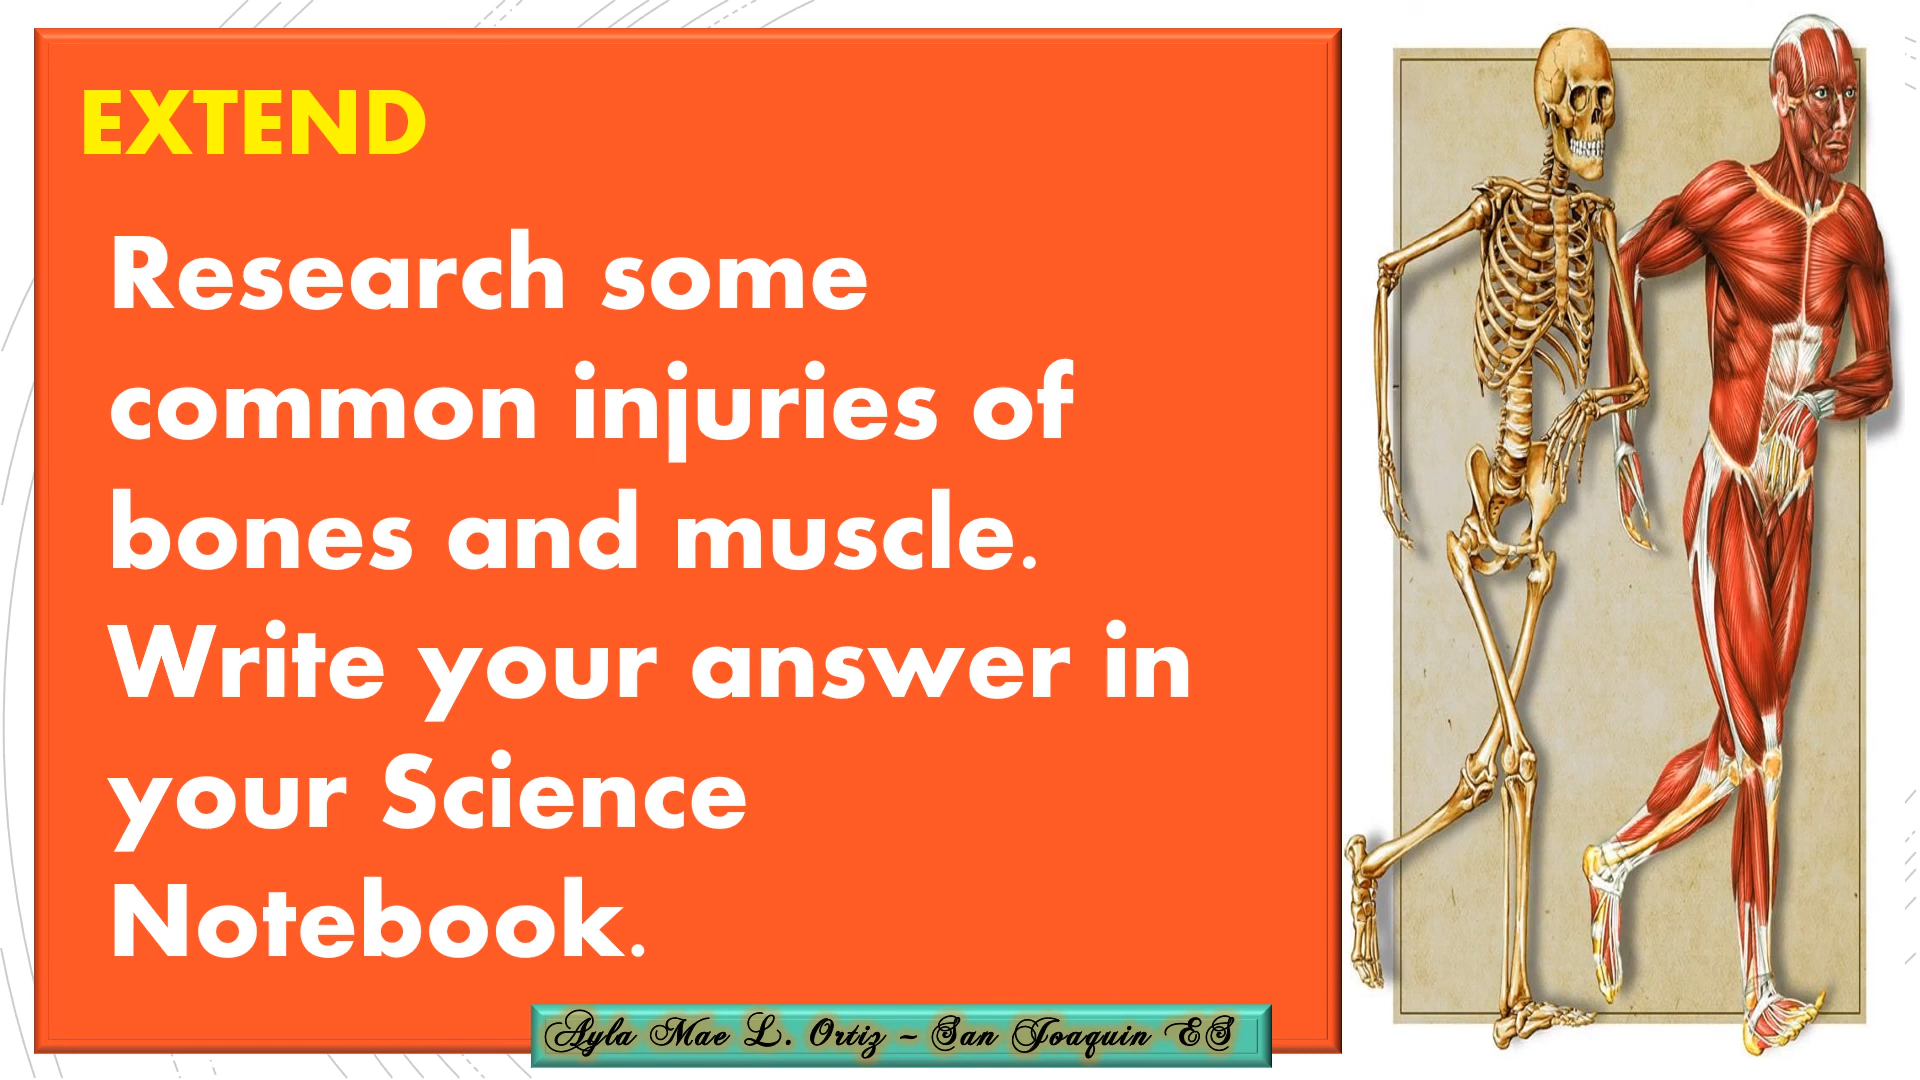 EXTEND
Research some
common injuries of
bones and muscle.
Write your answer in
your Science
Notebook.
Ayla Mae L. Ortiz ~ San Joaquin ES